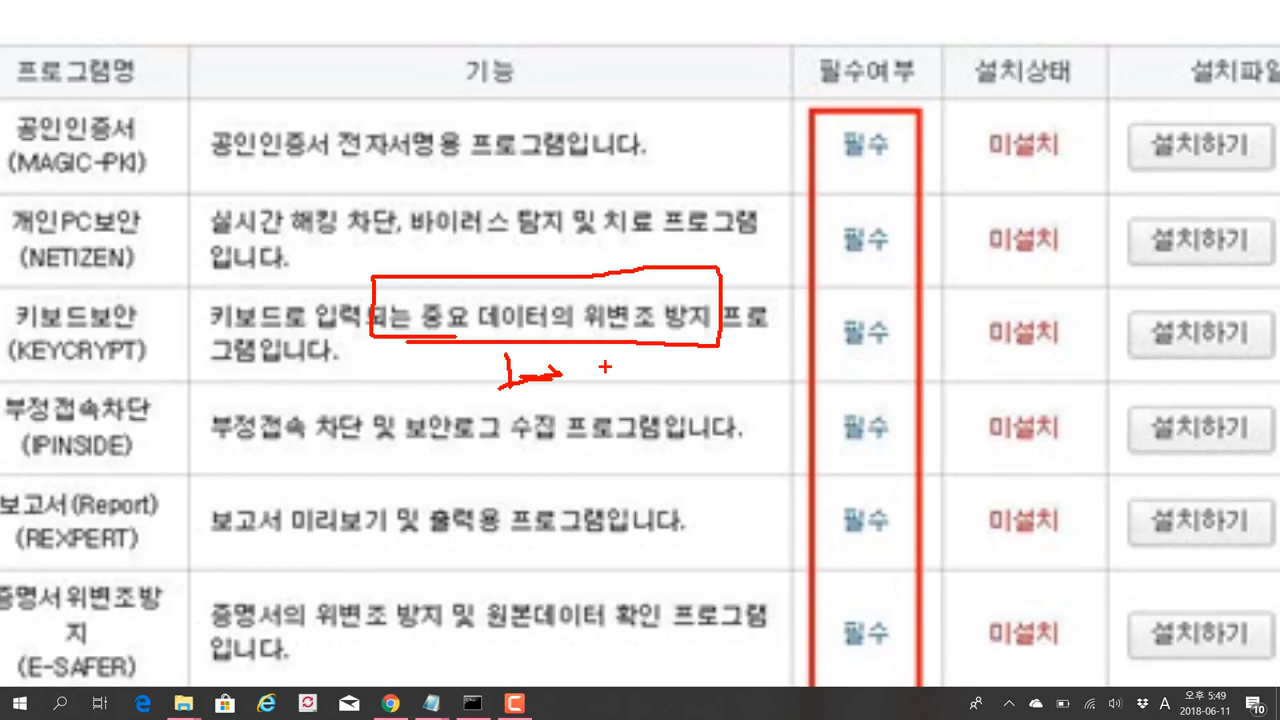 프로그램명 기능 필수여부 설치상태 설치파일
공인인증서
(MAGIC-PKI)
공인인증서 전자서명용 프로그램입니다.
필수 미설치 설치하기
개인PC보안
(NETIZEN)
실시간 해킹 차단, 바이러스 탐지 및 치료 프로그램
입니다.
필수 미설치 설치하기
키보드보안
(KEYCRYPT)
키보드로 입력되는 중요 데이터의 위변조 방지 프로
그램입니다.
필수 미설치 설치하기
부정접속차단
(IPINSIDE)
부정접속 차단 및 보안로그 수집 프로그램입니다.
필수 미설치 설치하기
보고서(Report)
(REXPERT)
보고서 미리보기 및 출력용 프로그램입니다.
필수 미설치 설치하기
증명서위변조방
지
(E-SAFER)
증명서의 위변조 방지 및 원본데이터 확인 프로그램
입니다.
필수 미설치 설치하기
A
오후 5:49
2018-06-11
10